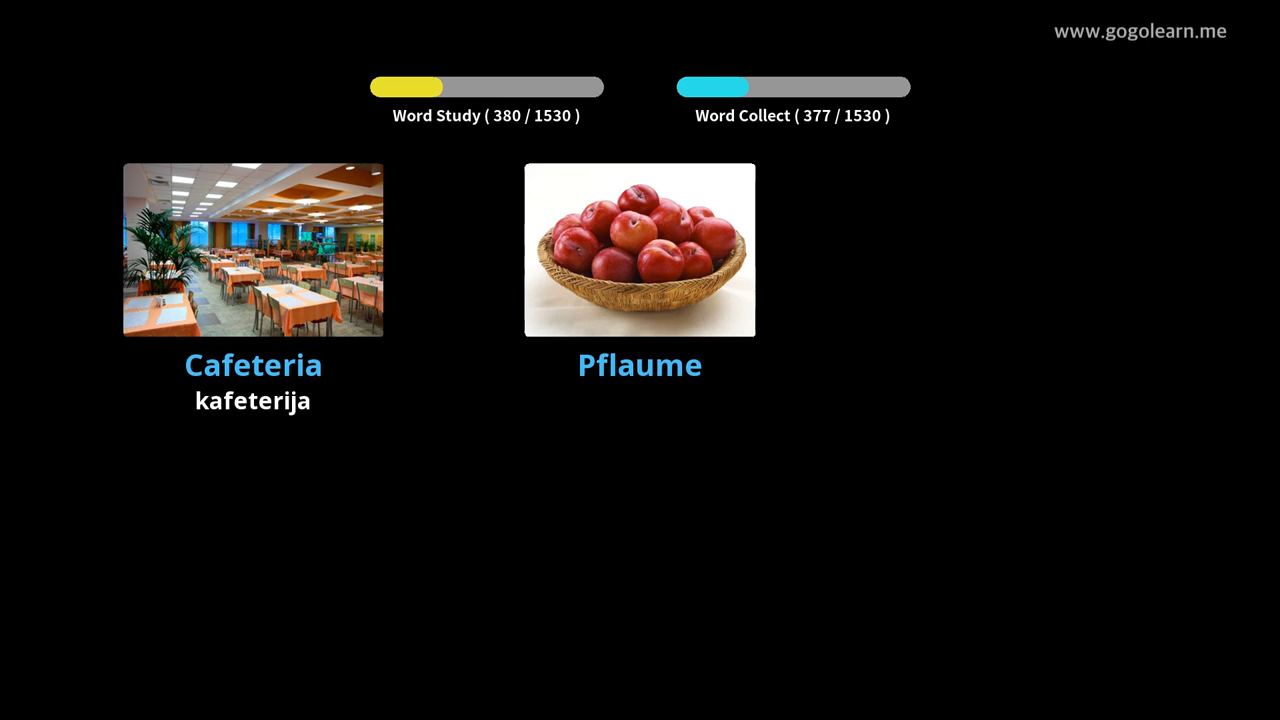 www.gogolearn.me
Word Study ( 380 / 1530 )
Word Collect ( 377 / 1530 )
Cafeteria
kafeterija
Pflaume